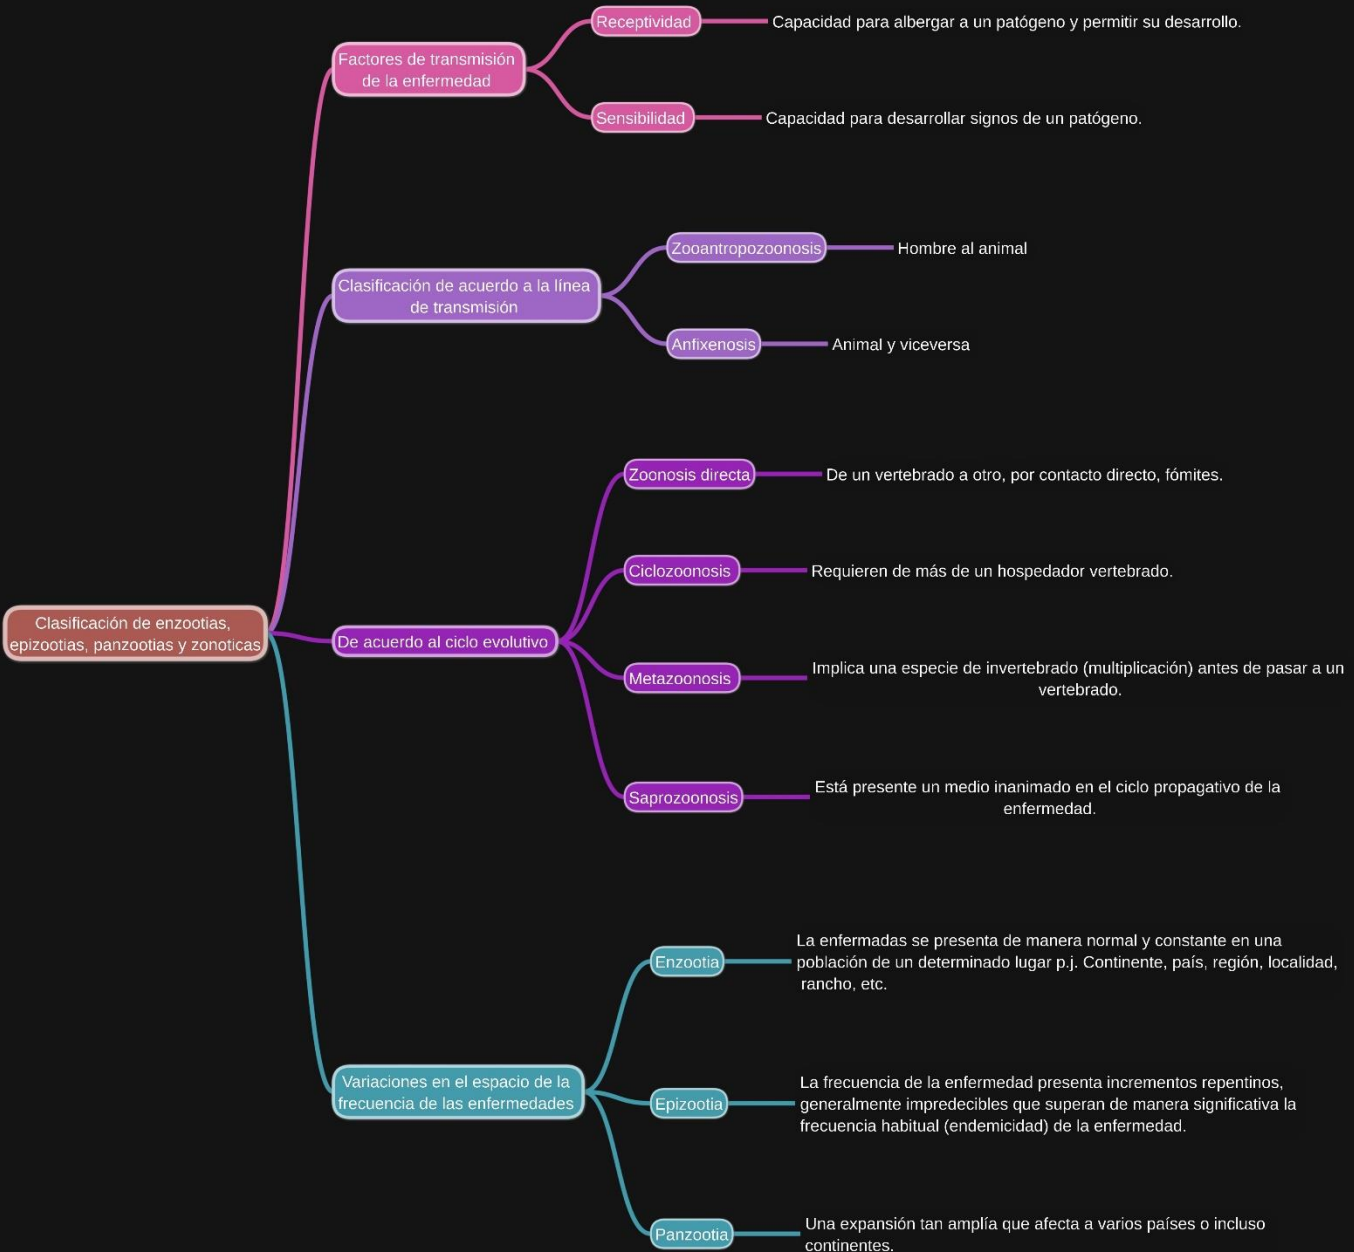 Clasificación de enzootias,
epizootias, panzootias y zonoticas
Factores de transmisión
de la enfermedad
Receptividad
Capacidad para albergar a un patógeno y permitir su desarrollo.
Sensibilidad
Capacidad para desarrollar signos de un patógeno.
Clasificación de acuerdo a la línea
de transmisión
Zooantropozoonosis
Hombre al animal
Anfixenosis
Animal y viceversa
De acuerdo al ciclo evolutivo
Zoonosis directa
De un vertebrado a otro, por contacto directo, fómites.
Ciclozoonosis
Requieren de más de un hospedador vertebrado.
Metazoonosis
Implica una especie de invertebrado (multiplicación) antes de pasar a un
vertebrado.
Saprozoonosis
Está presente un medio inanimado en el ciclo propagativo de la
enfermedad.
Variaciones en el espacio de la
frecuencia de las enfermedades
Enzootia
La enfermadas se presenta de manera normal y constante en una
población de un determinado lugar p.j. Continente, país, región, localidad,
rancho, etc.
Epizootia
La frecuencia de la enfermedad presenta incrementos repentinos,
generalmente impredecibles que superan de manera significativa la
frecuencia habitual (endemicidad) de la enfermedad.
Panzootia
Una expansión tan amplía que afecta a varios países o incluso
continentes.